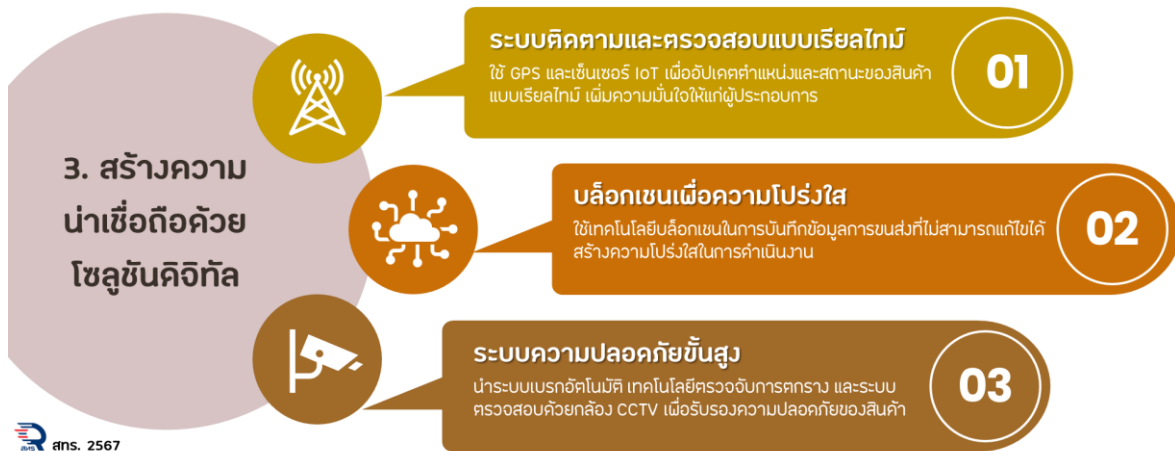 3. สร้างความ
น่าเชื่อถือด้วย
โซลูชันดิจิทัล
ระบบติดตามและตรวจสอบแบบเรียลไทม์
ใช้ GPS และเซ็นเซอร์ IoT เพื่ออัปเดตตำแหน่งและสถานะของสินค้า
แบบเรียลไทม์ เพิ่มความมั่นใจให้แก่ผู้ประกอบการ
01
บล็อกเชนเพื่อความโปร่งใส
ใช้เทคโนโลยีบล็อกเชนในการบันทึกข้อมูลการขนส่งที่ไม่สามารถแก้ไขได้
สร้างความโปร่งใสในการดำเนินงาน
02
ระบบความปลอดภัยขั้นสูง
นำระบบเบรกอัตโนมัติ เทคโนโลยีตรวจจับการตกราง และระบบ
ตรวจสอบด้วยกล้อง CCTV เพื่อรับรองความปลอดภัยของสินค้า
03
สทร.
สทร. 2567